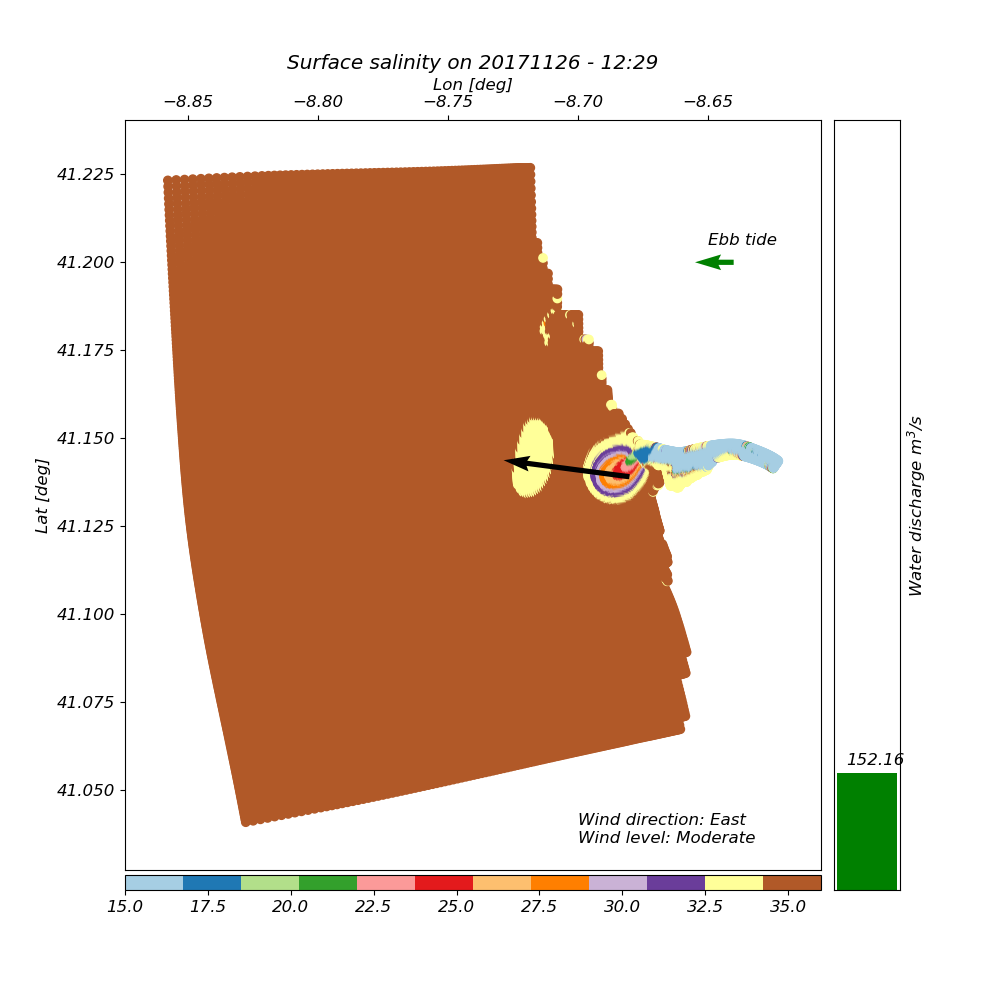 Surface salinity on 20171126 - 12:29
Lon [deg]
−8.85 −8.80 −8.75 −8.70 −8.65
41.225
41.200
41.175
41.150
41.125
41.100
41.075
41.050
Lat [deg]
Ebb tide
Wind direction: East
Wind level: Moderate
152.16
Water discharge m³/s
15.0 17.5 20.0 22.5 25.0 27.5 30.0 32.5 35.0